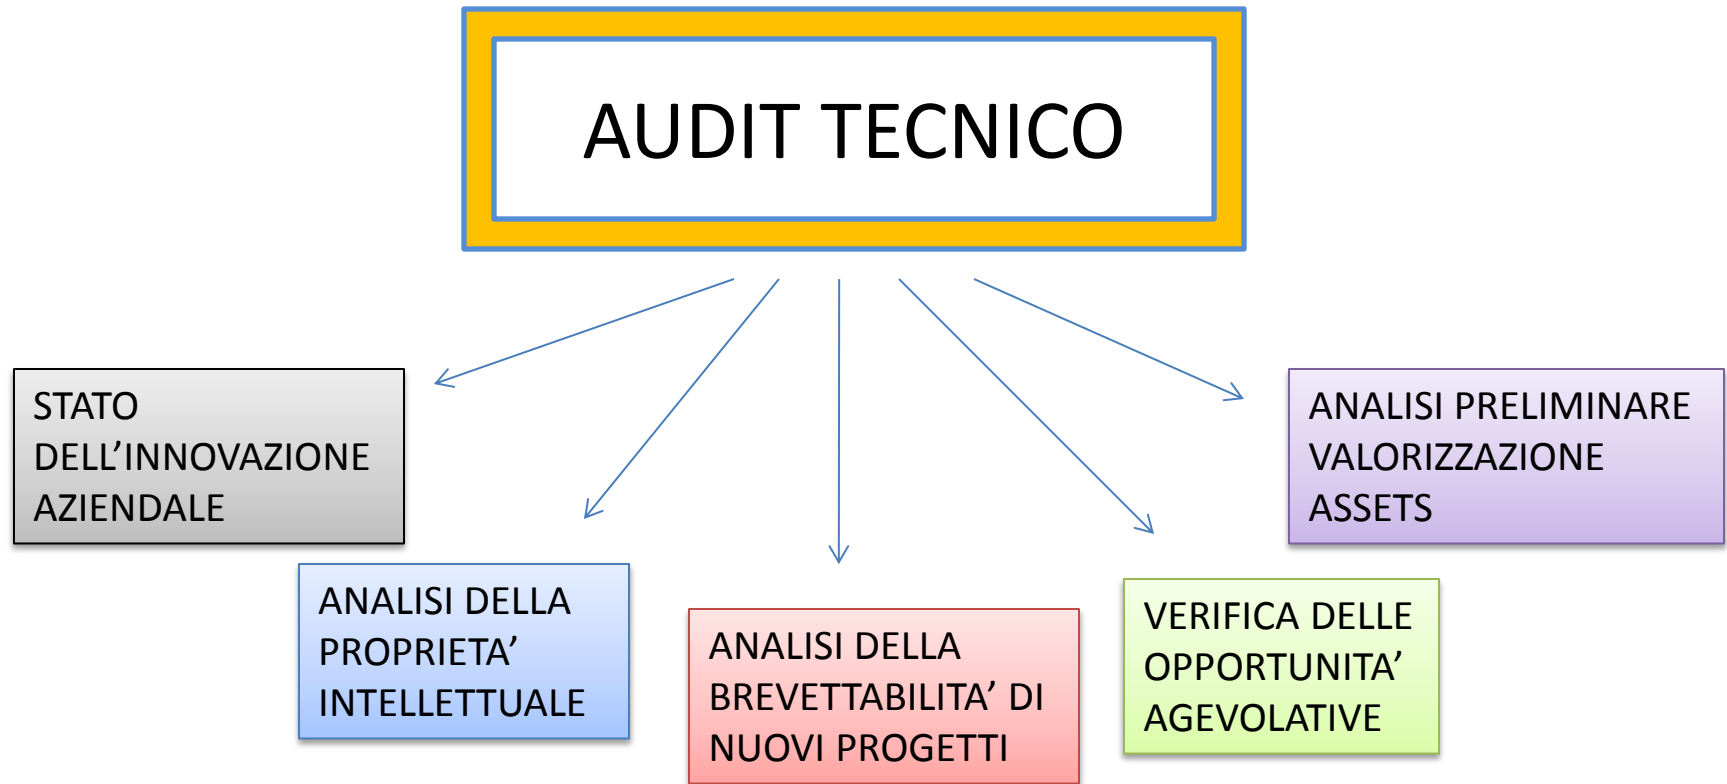 AUDIT TECNICO
STATO
DELL’INNOVAZIONE
AZIENDALE
ANALISI DELLA
PROPRIETA’
INTELLETTUALE
ANALISI DELLA
BREVETTABILITA’ DI
NUOVI PROGETTI
VERIFICA DELLE
OPPORTUNITA’
AGEVOLATIVE
ANALISI PRELIMINARE
VALORIZZAZIONE
ASSETS